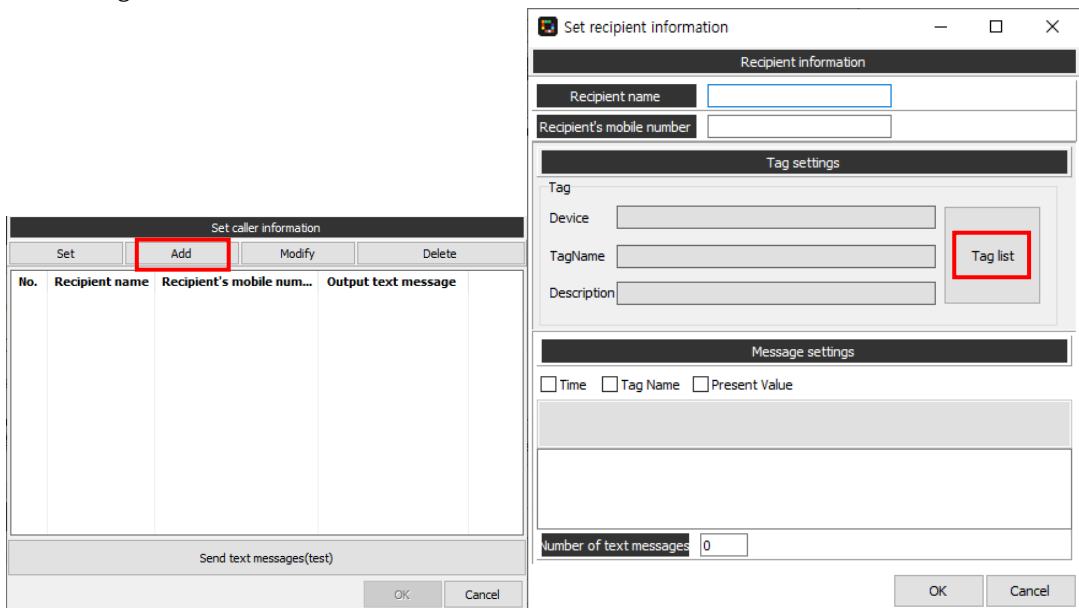 Set caller information
Set Add Modify Delete
No. Recipient name Recipient's mobile num... Output text message
Send text messages(test)
OK Cancel
Set recipient information
Recipient information
Recipient name
Recipient's mobile number
Tag settings
Tag
Device
TagName
Description
Tag list
Message settings
Time Tag Name Present Value
Number of text messages 0
OK Cancel